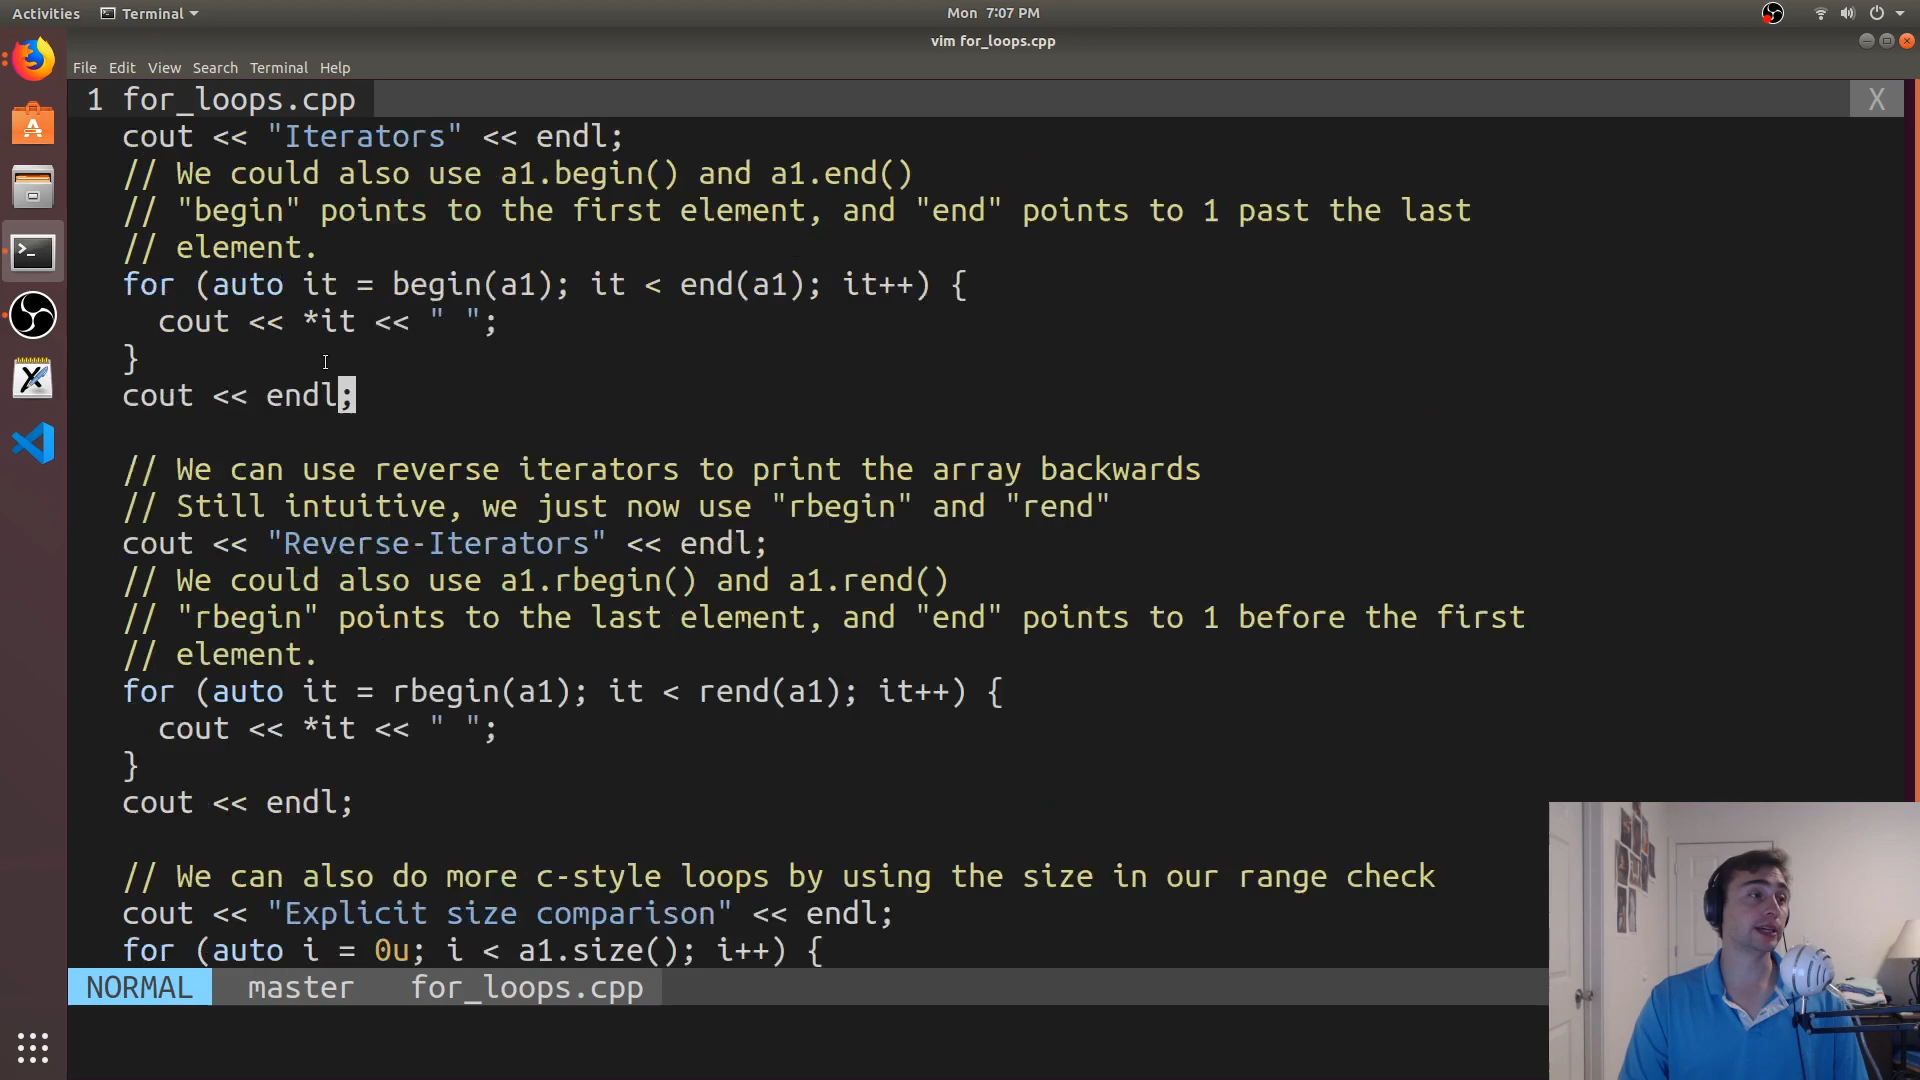 Activities Terminal Mon 7:07 PM
vim for_loops.cpp
File Edit View Search Terminal Help
1 for_loops.cpp X
cout << "Iterators" << endl;
// We could also use a1.begin() and a1.end()
// "begin" points to the first element, and "end" points to 1 past the last
// element.
for (auto it = begin(a1); it < end(a1); it++) {
cout << *it << " ";
}
cout << endl;
// We can use reverse iterators to print the array backwards
// Still intuitive, we just now use "rbegin" and "rend"
cout << "Reverse-Iterators" << endl;
// We could also use a1.rbegin() and a1.rend()
// "rbegin" points to the last element, and "end" points to 1 before the first
// element.
for (auto it = rbegin(a1); it < rend(a1); it++) {
cout << *it << " ";
}
cout << endl;
// We can also do more c-style loops by using the size in our range check
cout << "Explicit size comparison" << endl;
for (auto i = 0u; i < a1.size(); i++) {
NORMAL master for_loops.cpp